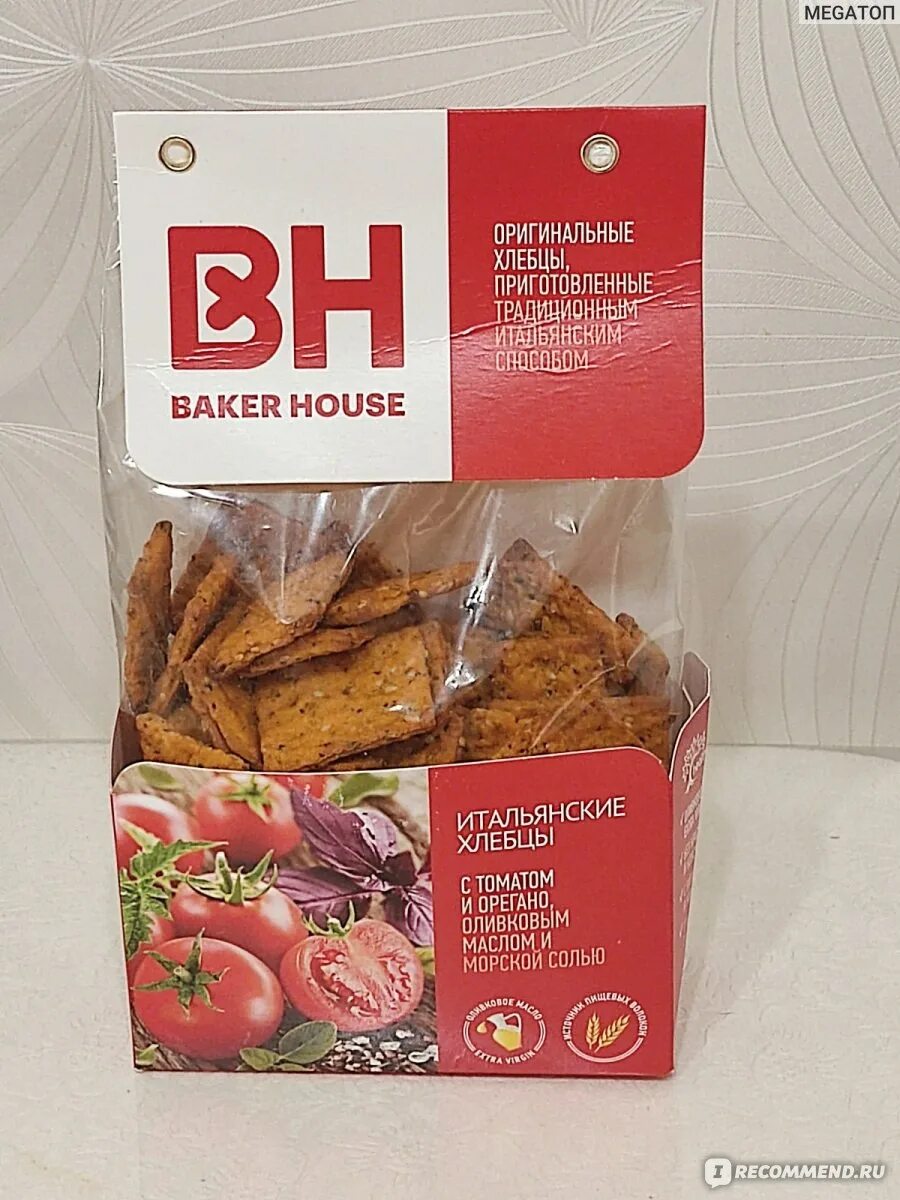 MEGATOП
BH
BAKER HOUSE
ОРИГИНАЛЬНЫЕ
ХЛЕБЦЫ,
ПРИГОТОВЛЕННЫЕ
ТРАДИЦИОННЫМ
ИТАЛЬЯНСКИМ
СПОСОБОМ
ИТАЛЬЯНСКИЕ
ХЛЕБЦЫ
С ТОМАТОМ
И ОРЕГАНО,
ОЛИВКОВЫМ
МАСЛОМ И
МОРСКОЙ СОЛЬЮ
ОЛИВКОВОЕ МАСЛО
EXTRA VIRGIN
ИСТОЧНИК ПИЩЕВЫХ ВОЛОКОН
IRECOMMEND.RU